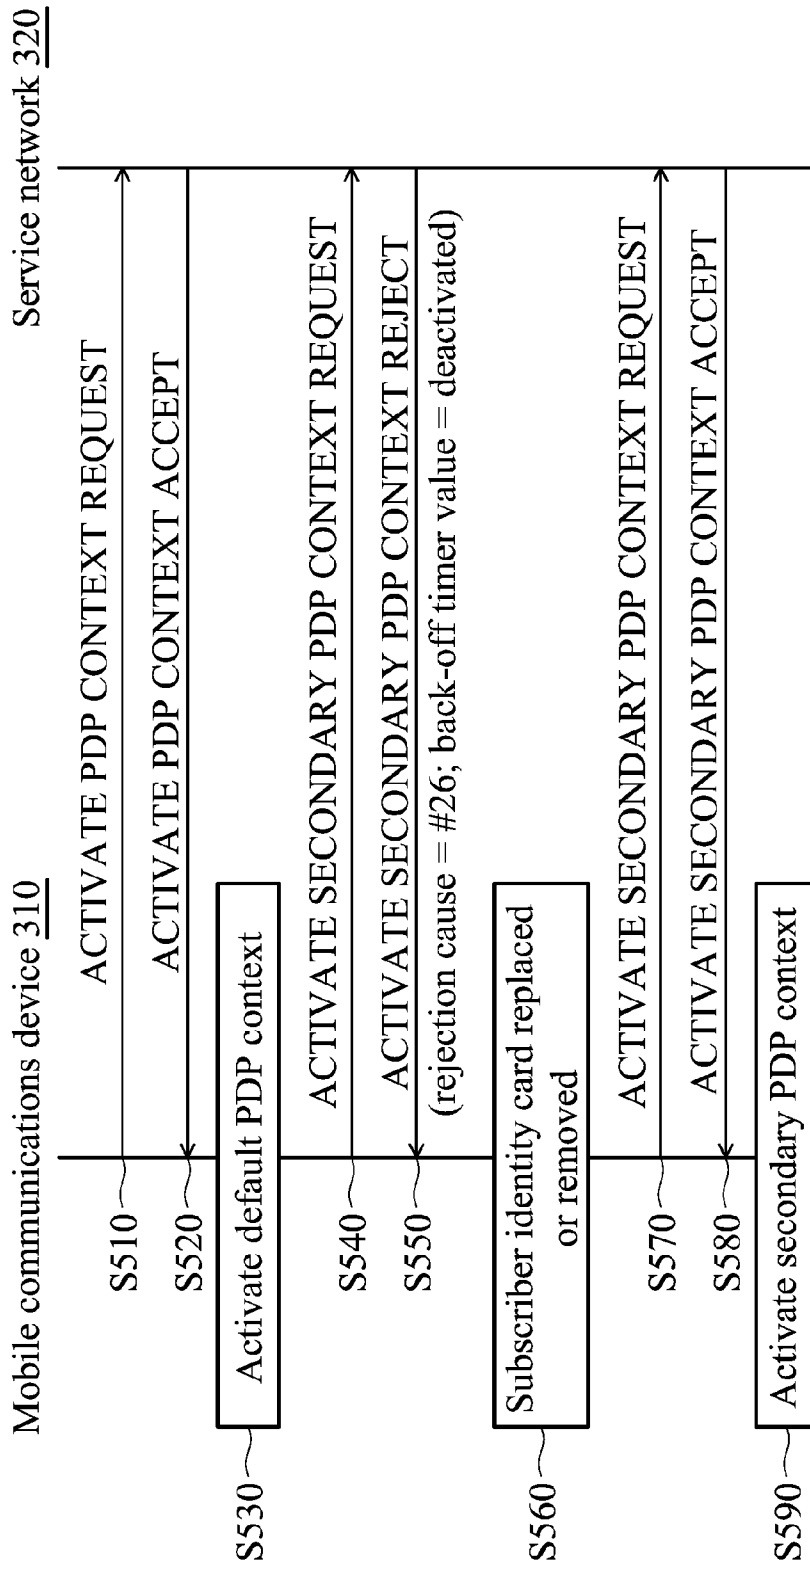 Mobile communications device 310
Service network 320
S510
ACTIVATE PDP CONTEXT REQUEST
S520
ACTIVATE PDP CONTEXT ACCEPT
S530
Activate default PDP context
S540
ACTIVATE SECONDARY PDP CONTEXT REQUEST
S550
ACTIVATE SECONDARY PDP CONTEXT REJECT
(rejection cause = #26; back-off timer value = deactivated)
S560
Subscriber identity card replaced
or removed
S570
ACTIVATE SECONDARY PDP CONTEXT REQUEST
S580
ACTIVATE SECONDARY PDP CONTEXT ACCEPT
S590
Activate secondary PDP context